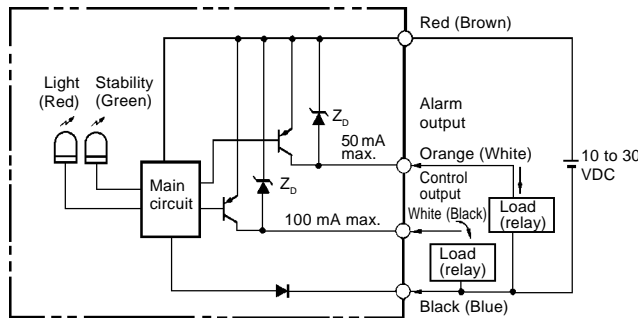 Red (Brown)
Light
(Red)
Stability
(Green)
Z_D
Alarm
output
50 mA
max.
Orange (White)
10 to 30
VDC
Main
circuit
Z_D
Control
output
100 mA max.
White (Black)
Load
(relay)
Load
(relay)
Black (Blue)